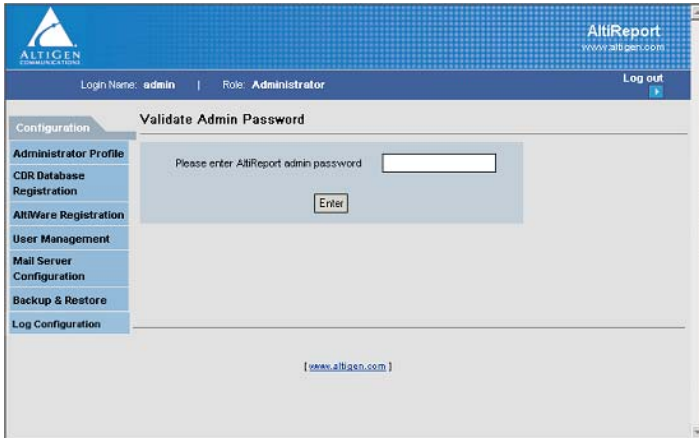 AltiReport
www.altigen.com
ALTIGEN
COMMUNICATIONS
Login Name: admin | Role: Administrator
Log out
Configuration
Validate Admin Password
Administrator Profile
CDR Database
Registration
AltiWare Registration
User Management
Mail Server
Configuration
Backup & Restore
Log Configuration
Please enter AltiReport admin password
Enter
[ www.altigen.com ]